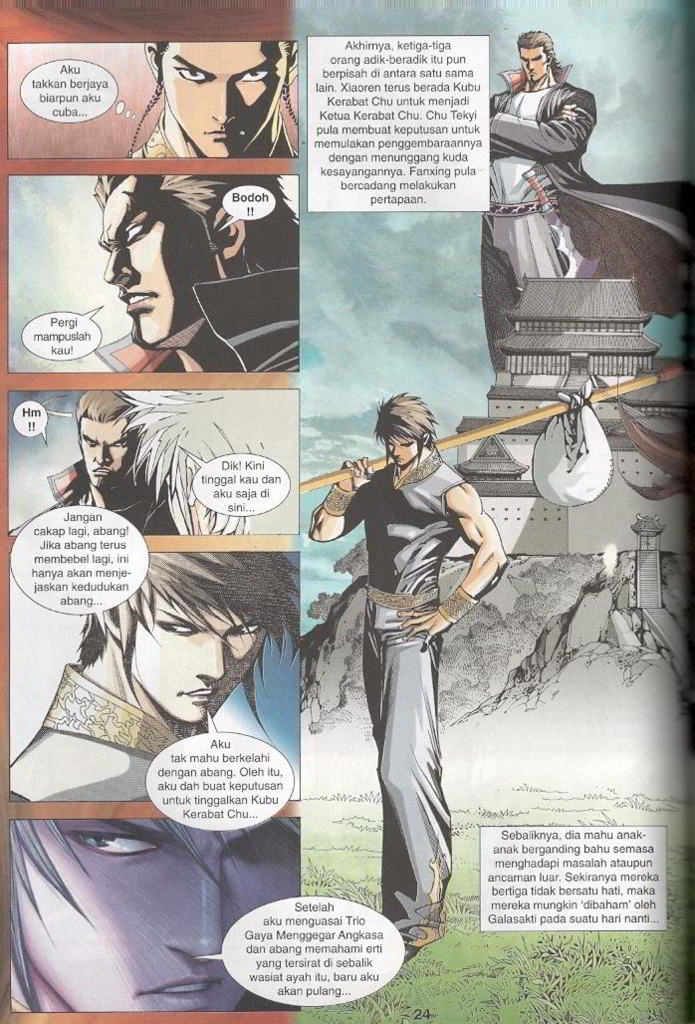 Aku
takkan berjaya
biarpun aku
cuba...
Bodoh
!!
Pergi
mampuslah
kau!
Hm
!!
Dik! Kini
tinggal kau dan
aku saja di
sini...
Jangan
cakap lagi, abang!
Jika abang terus
membebel lagi, ini
hanya akan menje-
jaskan kedudukan
abang...
Aku
tak mahu berkelahi
dengan abang. Oleh itu,
aku dah buat keputusan
untuk tinggalkan Kubu
Kerabat Chu...
Setelah
aku menguasai Trio
Gaya Menggegar Angkasa
dan abang memahami erti
yang tersirat di sebalik
wasiat ayah itu, baru aku
akan pulang...
Akhirnya, ketiga-tiga
orang adik-beradik itu pun
berpisah di antara satu sama
lain. Xiaoren terus berada Kubu
Kerabat Chu untuk menjadi
Ketua Kerabat Chu. Chu Tekyi
pula membuat keputusan untuk
memulakan penggembaraannya
dengan menunggang kuda
kesayangannya. Fanxing pula
bercadang melakukan
pertapaan.
Sebaliknya, dia mahu anak-
anak berganding bahu semasa
menghadapi masalah ataupun
ancaman luar. Sekiranya mereka
bertiga tidak bersatu hati, maka
mereka mungkin 'dibaham' oleh
Galasakti pada suatu hari nanti...
24